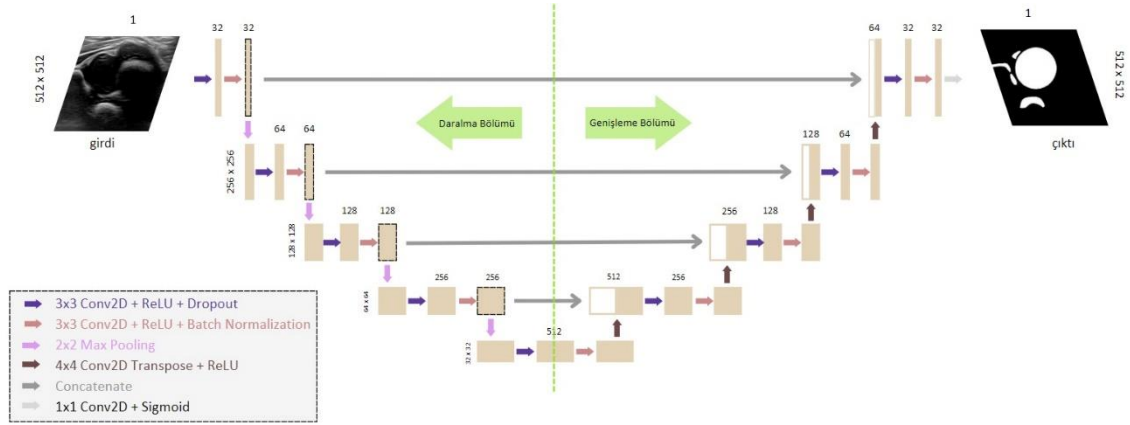 1
512 x 512
girdi
32
32
64
32
32
1
512 x 512
çıktı
Daralma Bölümü
Genişleme Bölümü
256 x 256
64
64
128
64
128 x 128
128
128
256
128
64 x 64
256
256
512
256
32 x 32
512
3x3 Conv2D + ReLU + Dropout
3x3 Conv2D + ReLU + Batch Normalization
2x2 Max Pooling
4x4 Conv2D Transpose + ReLU
Concatenate
1x1 Conv2D + Sigmoid